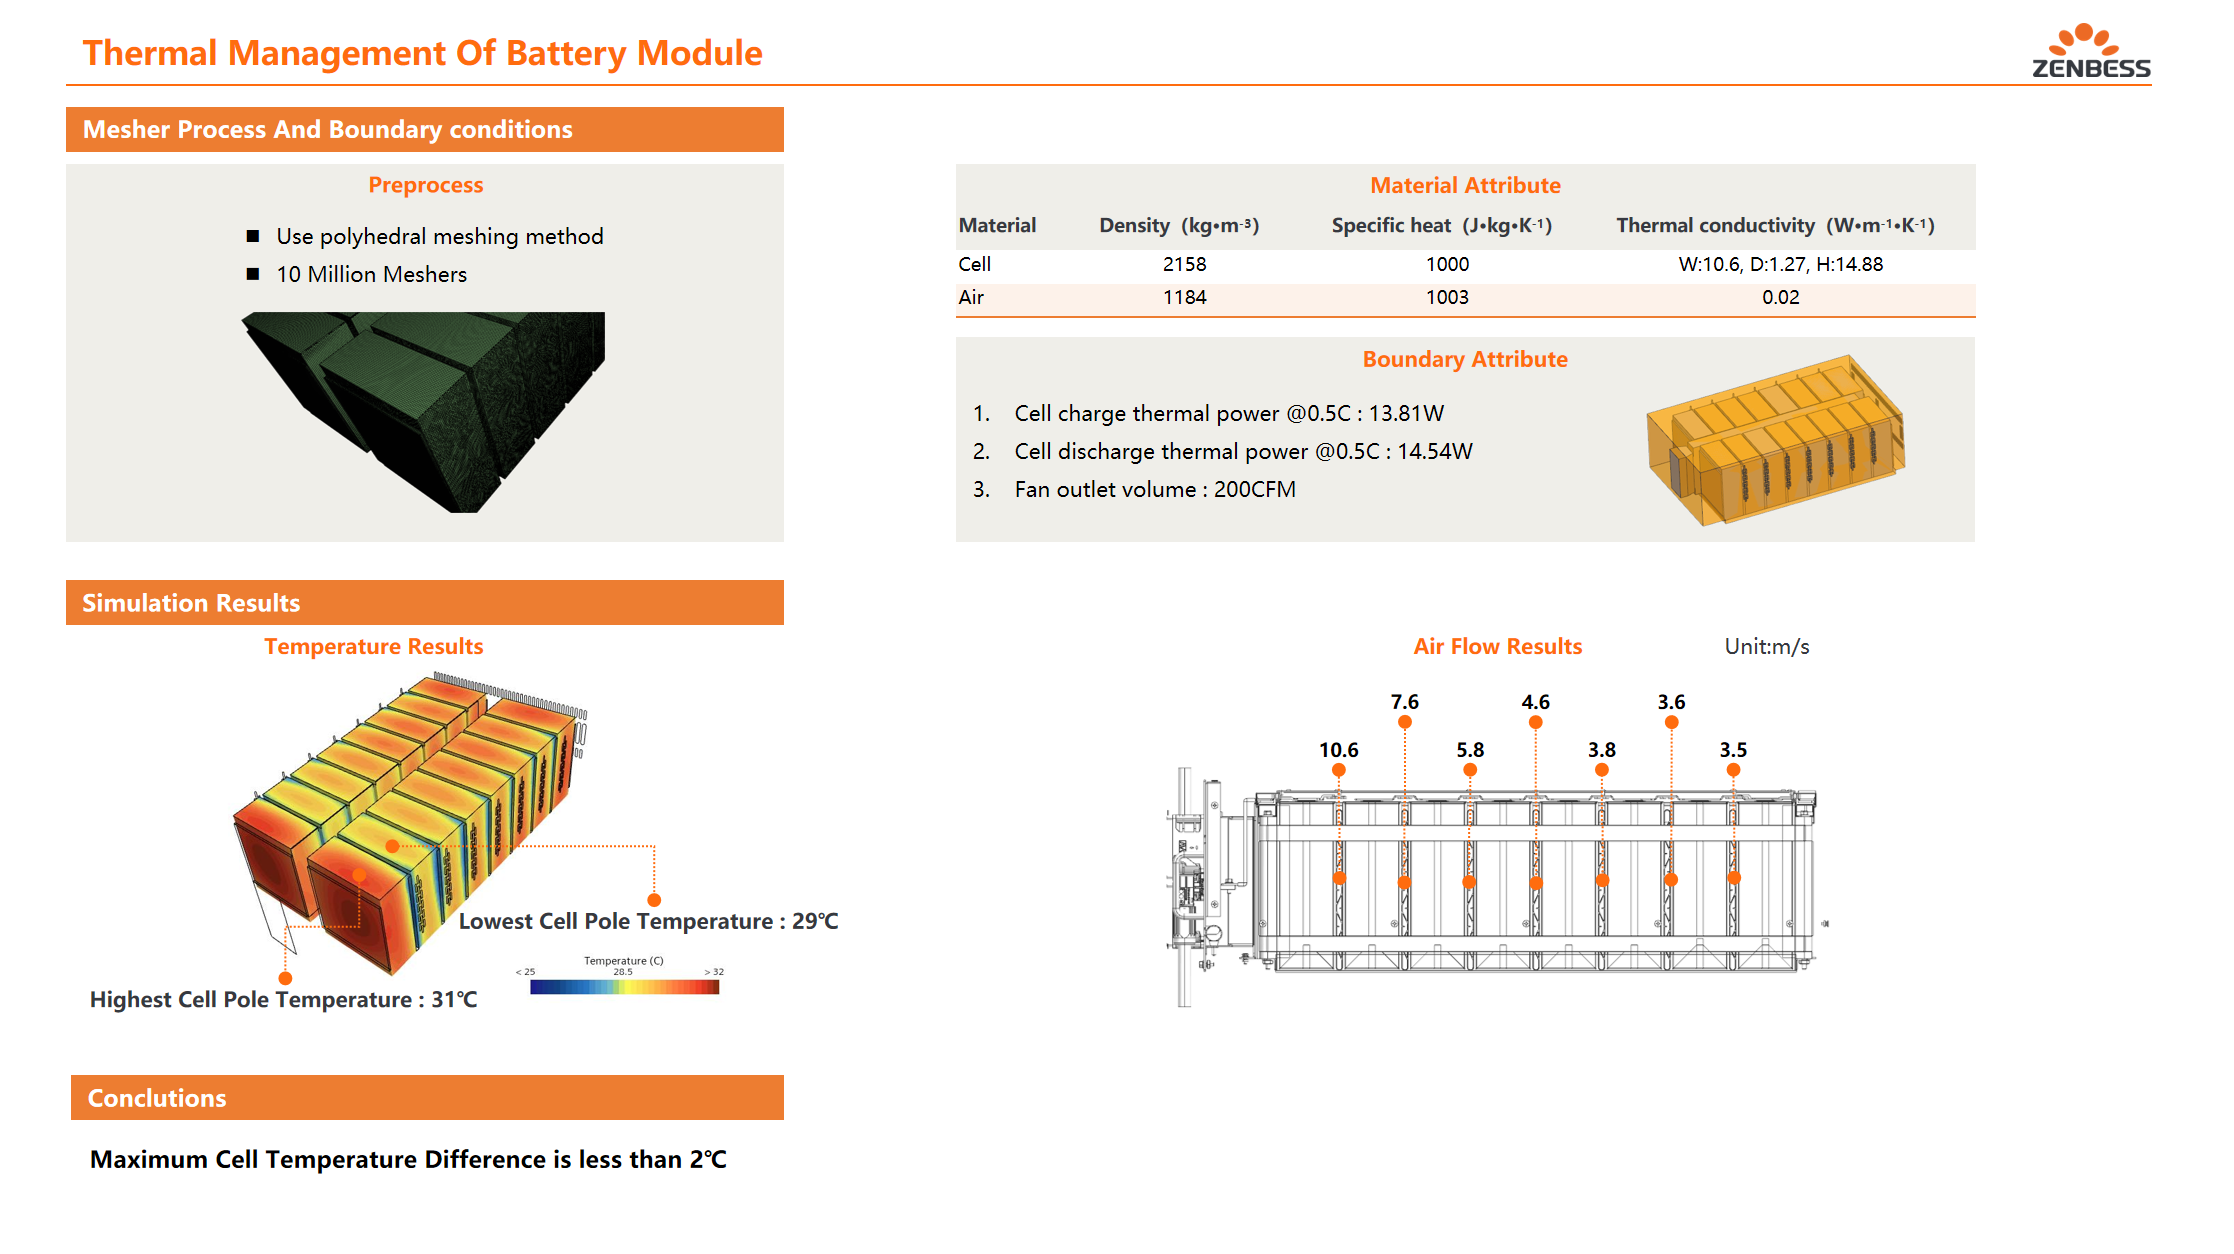 Thermal Management Of Battery Module
ZENBESS
Mesher Process And Boundary conditions
Preprocess
■ Use polyhedral meshing method
■ 10 Million Meshers
Material Attribute
Material Density (kg•m⁻³) Specific heat (J•kg•K⁻¹) Thermal conductivity (W•m⁻¹•K⁻¹)
Cell 2158 1000 W:10.6, D:1.27, H:14.88
Air 1184 1003 0.02
Boundary Attribute
1. Cell charge thermal power @0.5C : 13.81W
2. Cell discharge thermal power @0.5C : 14.54W
3. Fan outlet volume : 200CFM
Simulation Results
Temperature Results
Lowest Cell Pole Temperature : 29℃
Temperature (C)
< 25 28.5 > 32
Highest Cell Pole Temperature : 31℃
Air Flow Results Unit:m/s
7.6 4.6 3.6
10.6 5.8 3.8 3.5
Conclutions
Maximum Cell Temperature Difference is less than 2℃